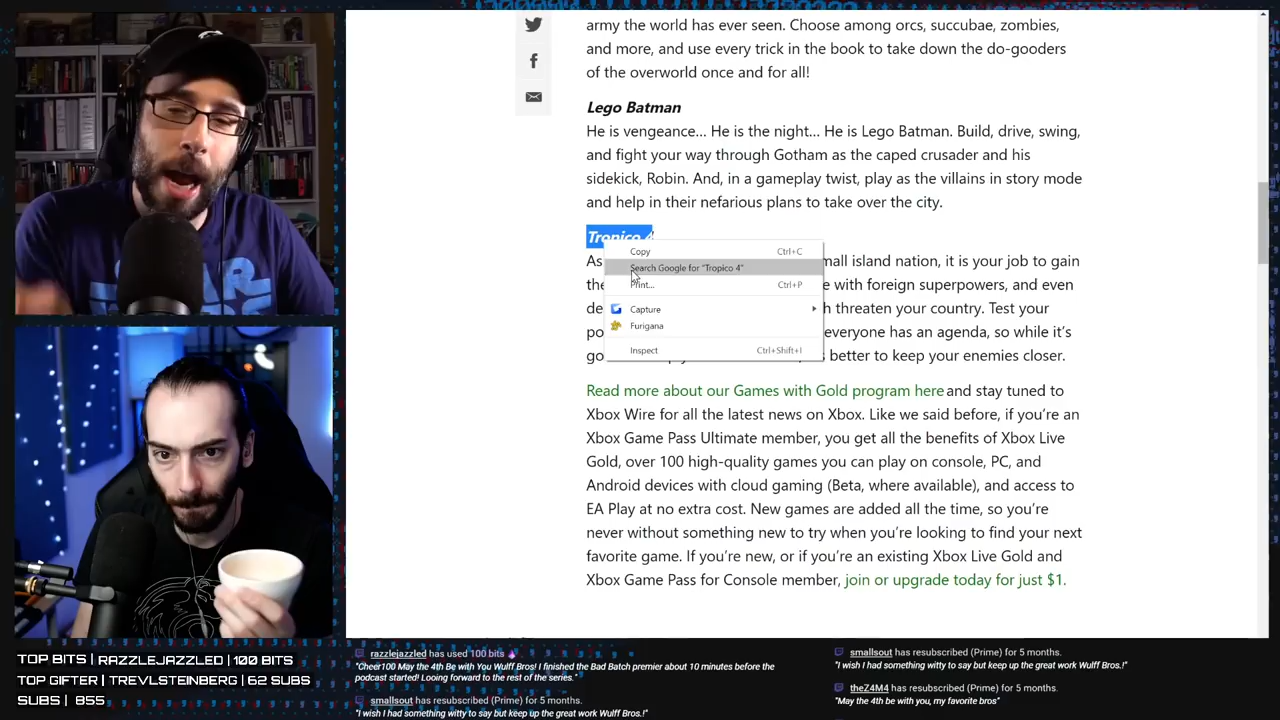 army the world has ever seen. Choose among orcs, succubae, zombies,
and more, and use every trick in the book to take down the do-gooders
of the overworld once and for all!
Lego Batman
He is vengeance... He is the night... He is Lego Batman. Build, drive, swing,
and fight your way through Gotham as the caped crusader and his
sidekick, Robin. And, in a gameplay twist, play as the villains in story mode
and help in their nefarious plans to take over the city.
Tropico 4
Copy Ctrl+C
Search Google for "Tropico 4"
Print... Ctrl+P
Capture
Furigana
Inspect Ctrl+Shift+I
As
mall island nation, it is your job to gain
the
e with foreign superpowers, and even
de
h threaten your country. Test your
po
everyone has an agenda, so while it's
go
better to keep your enemies closer.
Read more about our Games with Gold program here and stay tuned to
Xbox Wire for all the latest news on Xbox. Like we said before, if you're an
Xbox Game Pass Ultimate member, you get all the benefits of Xbox Live
Gold, over 100 high-quality games you can play on console, PC, and
Android devices with cloud gaming (Beta, where available), and access to
EA Play at no extra cost. New games are added all the time, so you're
never without something new to try when you're looking to find your next
favorite game. If you're new, or if you're an existing Xbox Live Gold and
Xbox Game Pass for Console member, join or upgrade today for just $1.
TOP BITS | RAZZLEJAZZLED | 100 BITS
TOP GIFTER | TREVLSTEINBERG | 62 SUBS
SUBS | 855
razzlejazzled has used 100 bits
"Cheer100 May the 4th Be with You Wulff Bros! I finished the Bad Batch premier about 10 minutes before the
podcast started! Looing forward to the rest of the series."
smallsout has resubscribed (Prime) for 5 months.
"I wish I had something witty to say but keep up the great work Wulff Bros.!"
smallsout has resubscribed (Prime) for 5 months.
"I wish I had something witty to say but keep up the great work Wulff Bros.!"
theZ4M4 has resubscribed (Prime) for 5 months.
"May the 4th be with you, my favorite bros"